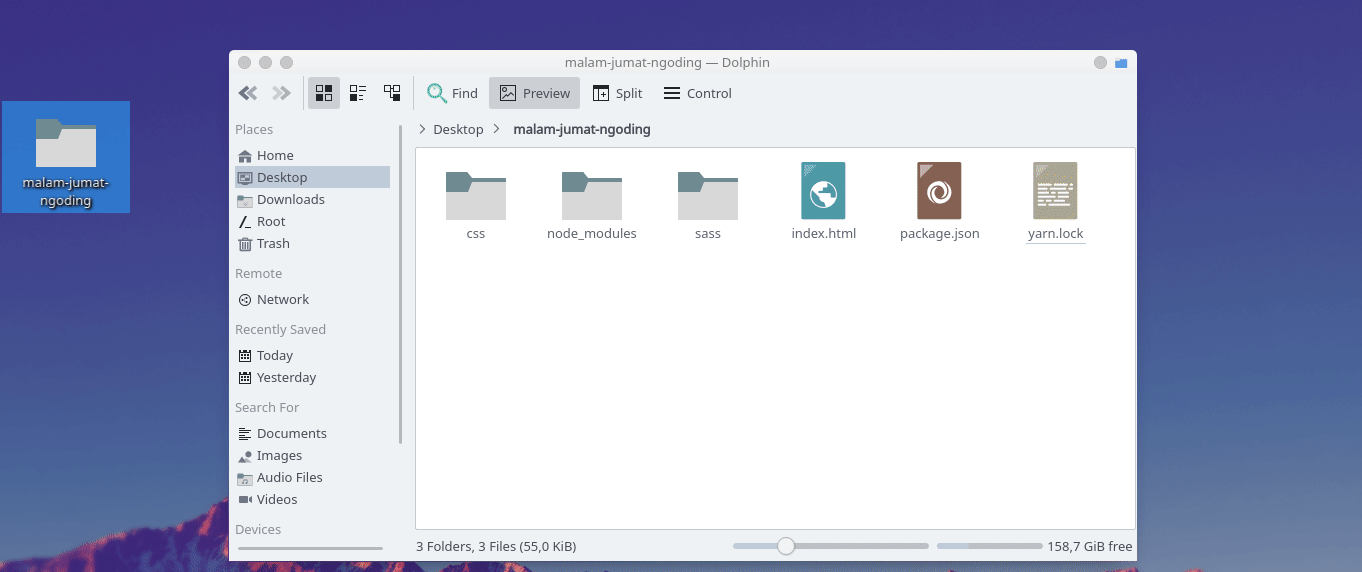 malam-jumat-
ngoding
malam-jumat-ngoding — Dolphin
Find Preview Split Control
Desktop malam-jumat-ngoding
Places
Home
Desktop
Downloads
Root
Trash
Remote
Network
Recently Saved
Today
Yesterday
Search For
Documents
Images
Audio Files
Videos
Devices
css node_modules sass index.html package.json yarn.lock
3 Folders, 3 Files (55,0 KiB) 158,7 GiB free